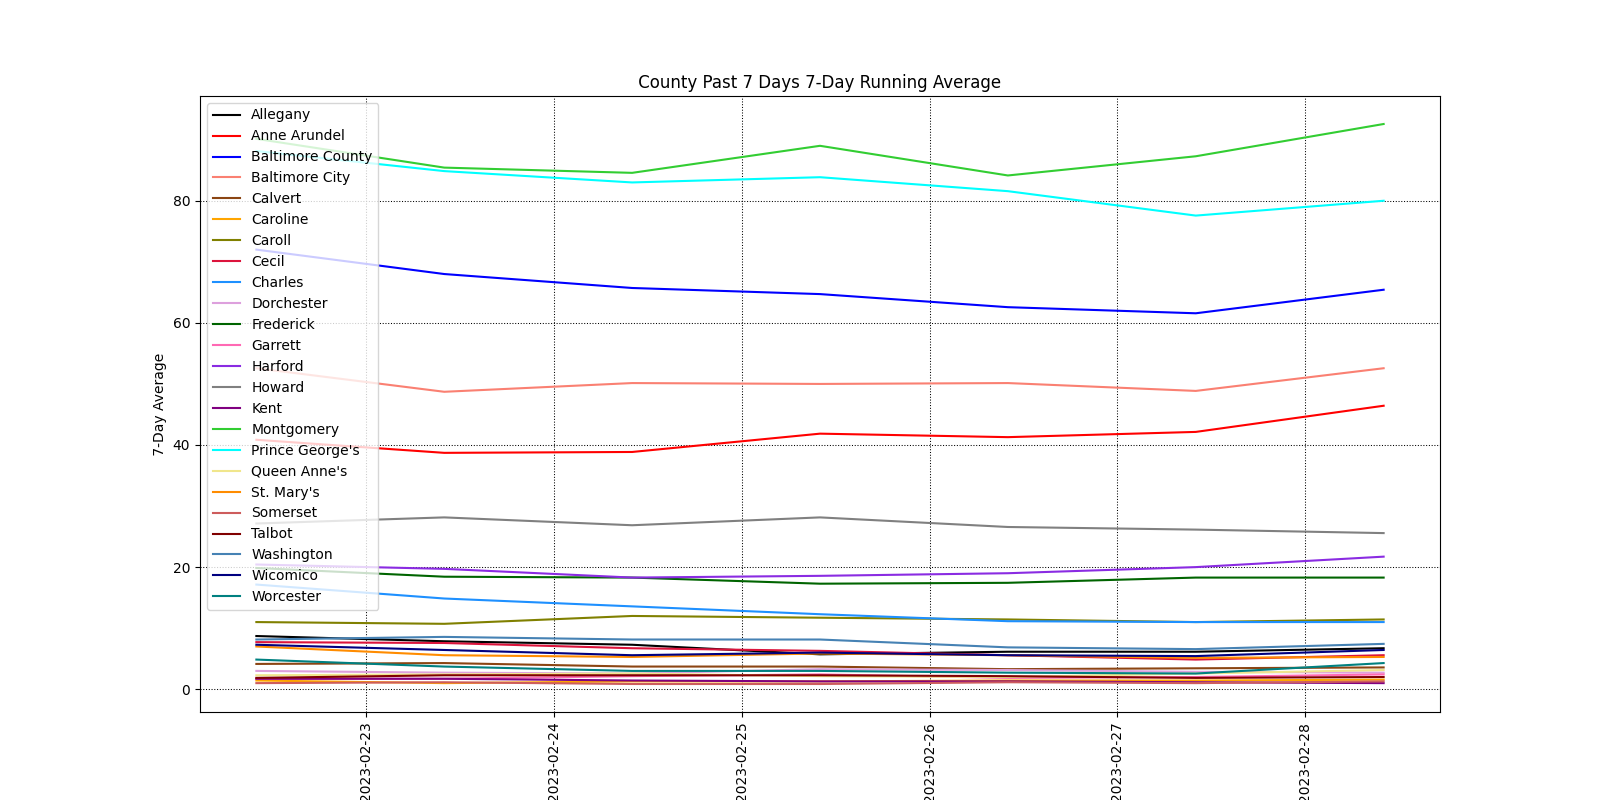 County Past 7 Days 7-Day Running Average
Allegany
Anne Arundel
Baltimore County
Baltimore City
Calvert
Caroline
Caroll
Cecil
Charles
Dorchester
Frederick
Garrett
Harford
Howard
Kent
Montgomery
Prince George's
Queen Anne's
St. Mary's
Somerset
Talbot
Washington
Wicomico
Worcester
7-Day Average
80
60
40
20
0
2023-02-23
2023-02-24
2023-02-25
2023-02-26
2023-02-27
2023-02-28